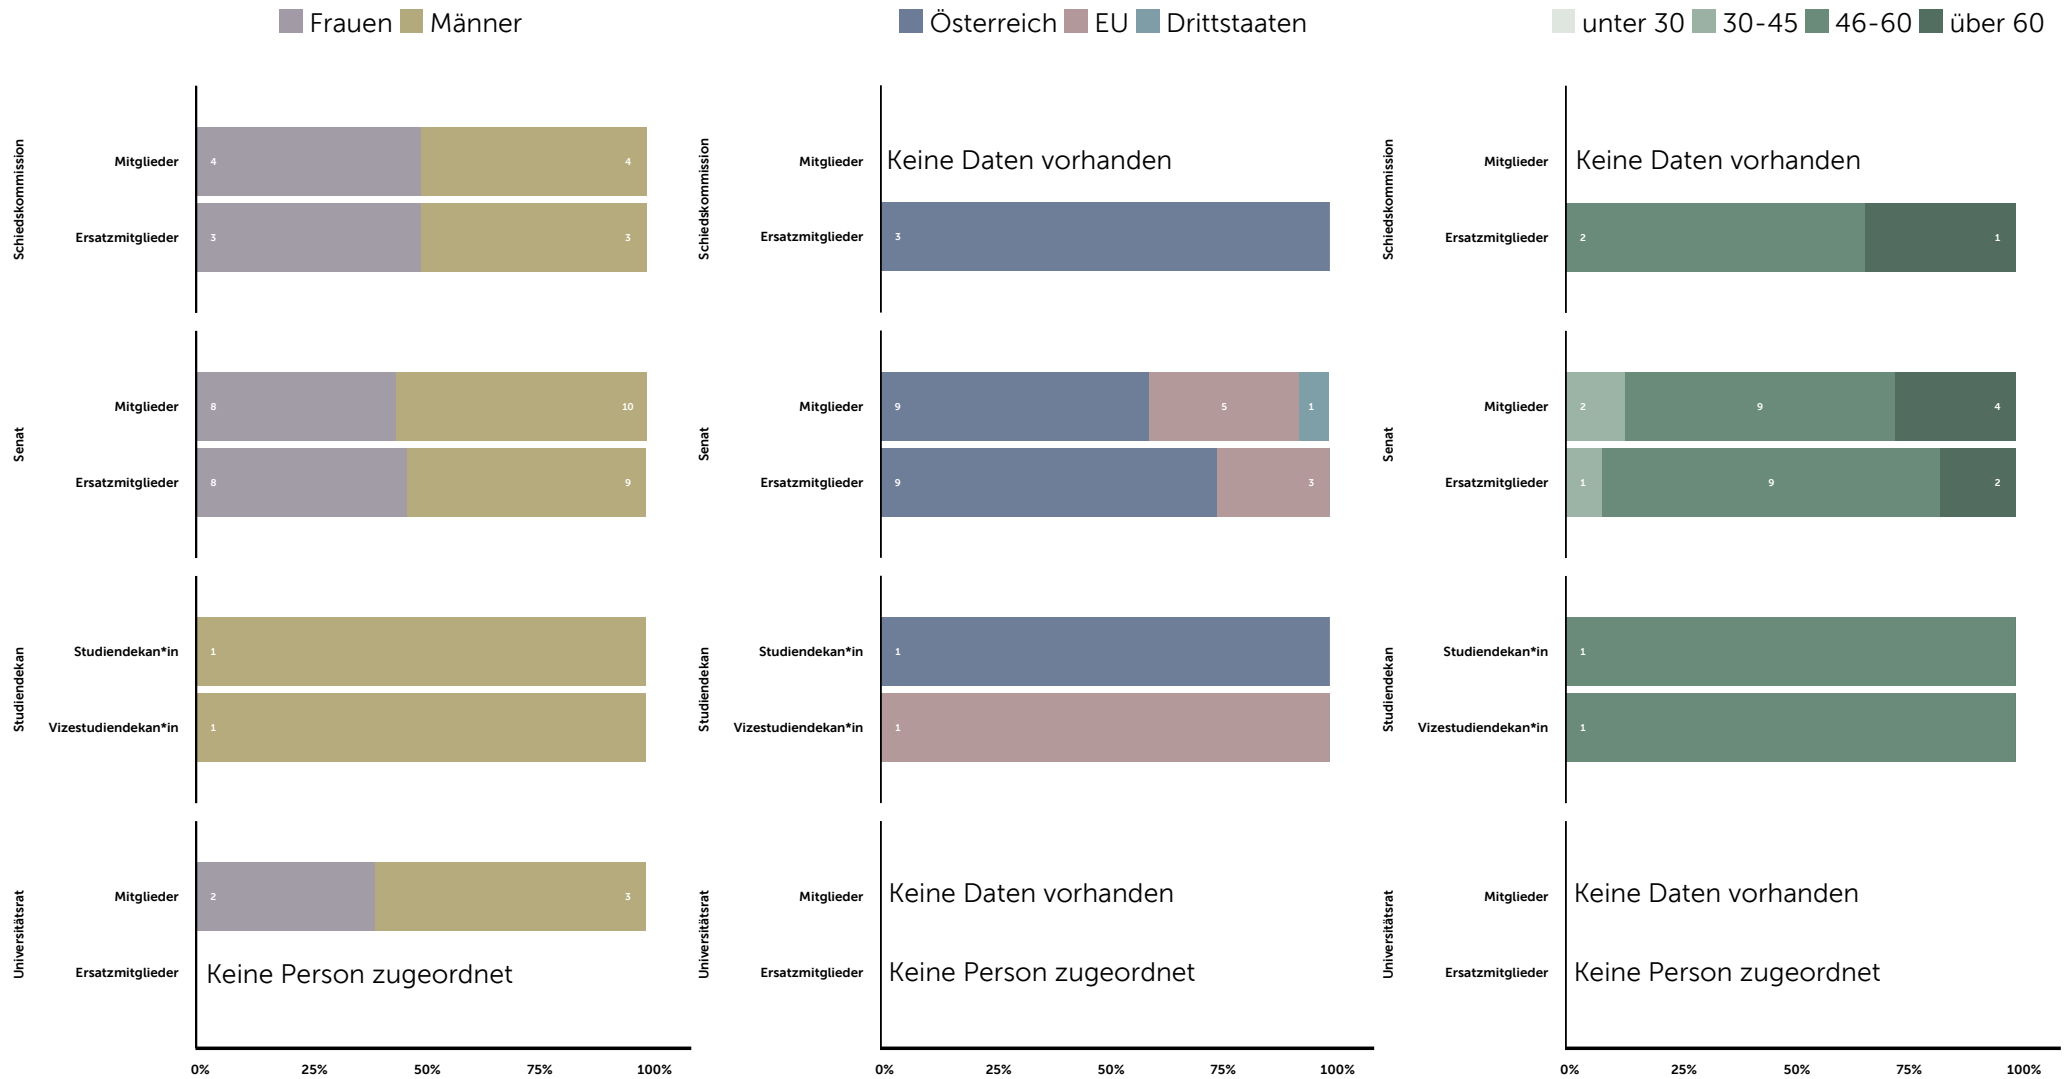 Frauen Männer
Österreich EU Drittstaaten
unter 30 30-45 46-60 über 60
Schiedskommission
Mitglieder
4 4
Ersatzmitglieder
3 3
Senat
Mitglieder
8 10
Ersatzmitglieder
8 9
Studiendekan
Studiendekan*in
1
Vizestudiendekan*in
1
Universitätsrat
Mitglieder
2 3
Ersatzmitglieder
Keine Person zugeordnet
0% 25% 50% 75% 100%
Schiedskommission
Mitglieder
Keine Daten vorhanden
Ersatzmitglieder
3
Senat
Mitglieder
9 5 1
Ersatzmitglieder
9 3
Studiendekan
Studiendekan*in
1
Vizestudiendekan*in
1
Universitätsrat
Mitglieder
Keine Daten vorhanden
Ersatzmitglieder
Keine Person zugeordnet
0% 25% 50% 75% 100%
Schiedskommission
Mitglieder
Keine Daten vorhanden
Ersatzmitglieder
2 1
Senat
Mitglieder
2 9 4
Ersatzmitglieder
1 9 2
Studiendekan
Studiendekan*in
1
Vizestudiendekan*in
1
Universitätsrat
Mitglieder
Keine Daten vorhanden
Ersatzmitglieder
Keine Person zugeordnet
0% 25% 50% 75% 100%